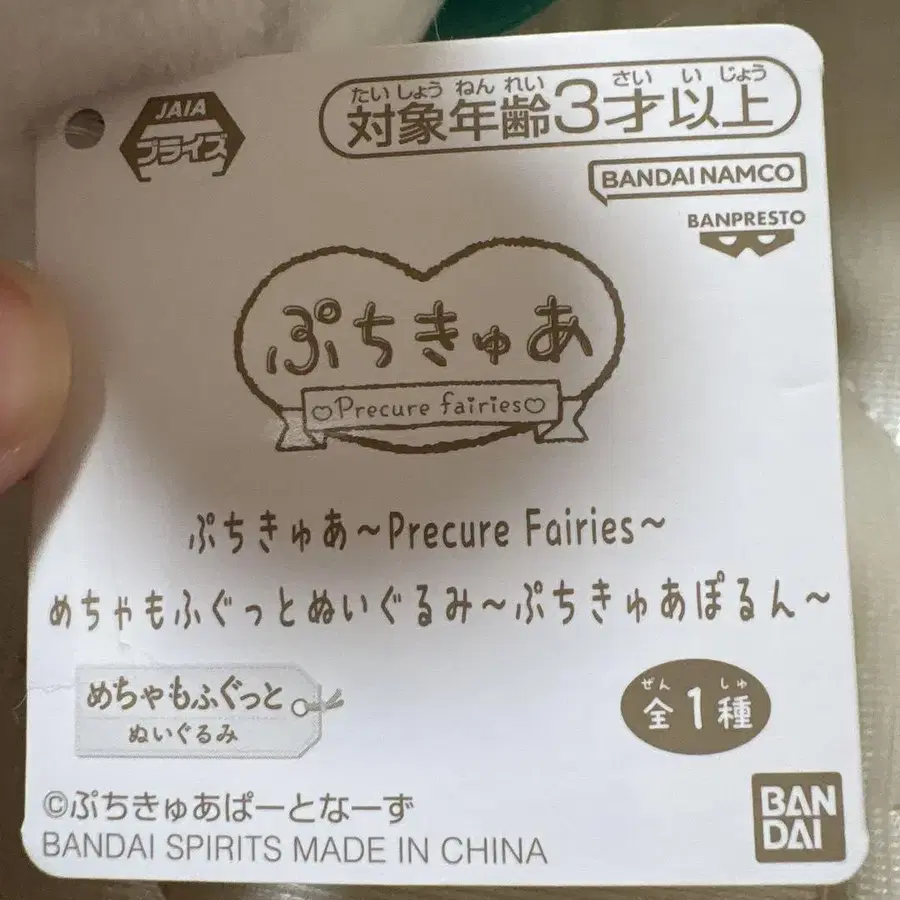 JAIA
プライズ
たいしょう ねん れい さい い じょう
対象年齢3才以上
BANDAI NAMCO
BANPRESTO
ぷちきゅあ
♡Precure fairies♡
ぷちきゅあ～Precure Fairies～
めちゃもふぐっとぬいぐるみ～ぷちきゅあぽるん～
めちゃもふぐっと
ぬいぐるみ
ぜん しゅ
全1種
©ぷちきゅあぱーとなーず
BANDAI SPIRITS MADE IN CHINA
BAN
DAI